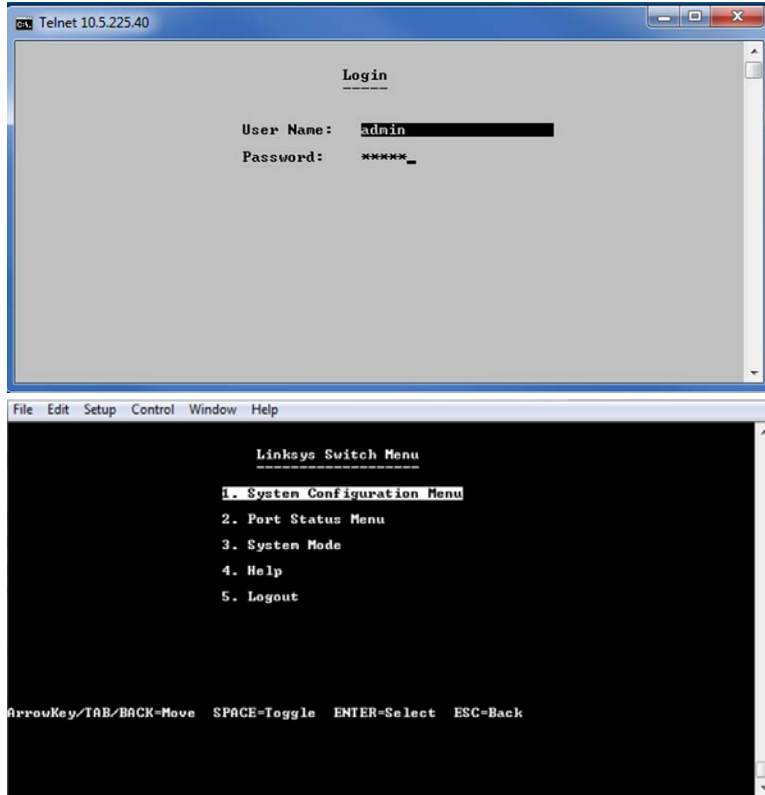 Telnet 10.5.225.40
Login
User Name: admin
Password: *****_
File Edit Setup Control Window Help
Linksys Switch Menu
1. System Configuration Menu
2. Port Status Menu
3. System Mode
4. Help
5. Logout
ArrowKey/TAB/BACK=Move SPACE=Toggle ENTER=Select ESC=Back